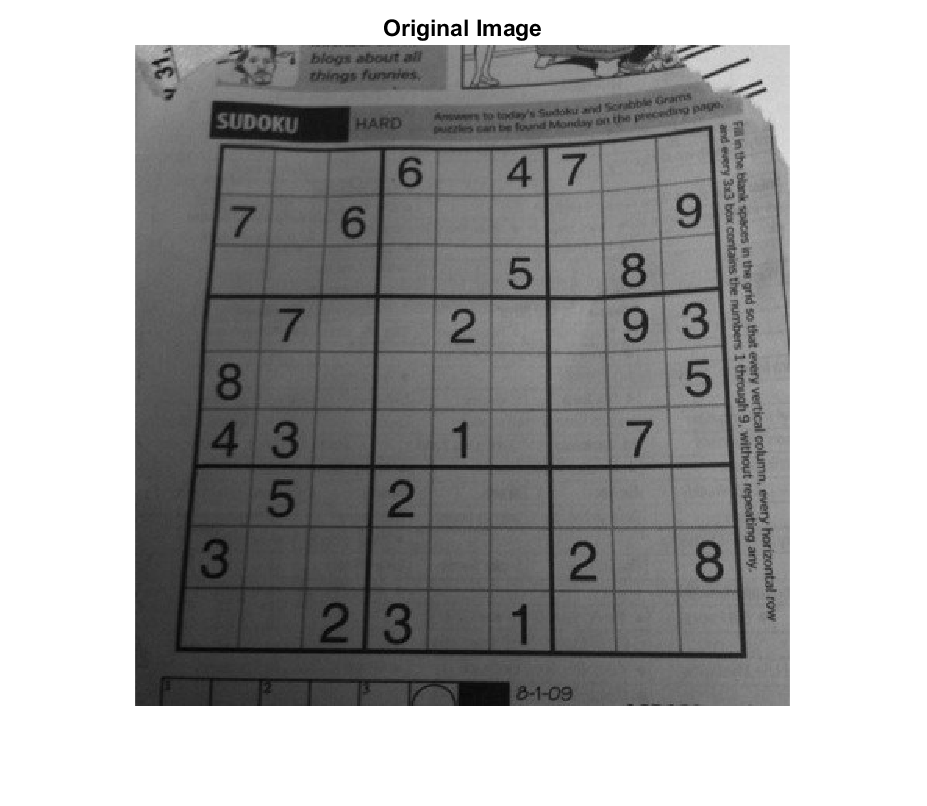 Original Image
31,
blogs about all
things funnies.
SUDOKU HARD
Answers to today's Sudoku and Scrabble Grams
puzzles can be found Monday on the preceding page.
Fill in the blank spaces in the grid so that every vertical column, every horizontal row
and every 3x3 box contains the numbers 1 through 9, without repeating any.
6 4 7
7 6 9
5 8
7 2 9 3
8 5
4 3 1 7
5 2
3 2 8
2 3 1
1 2 3
8-1-09